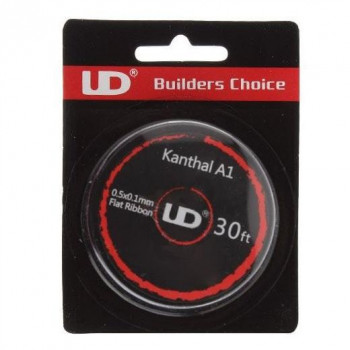 UD® Builders Choice
Kanthal A1
0.5x0.1mm
Flat Ribbon
UD®
30ft